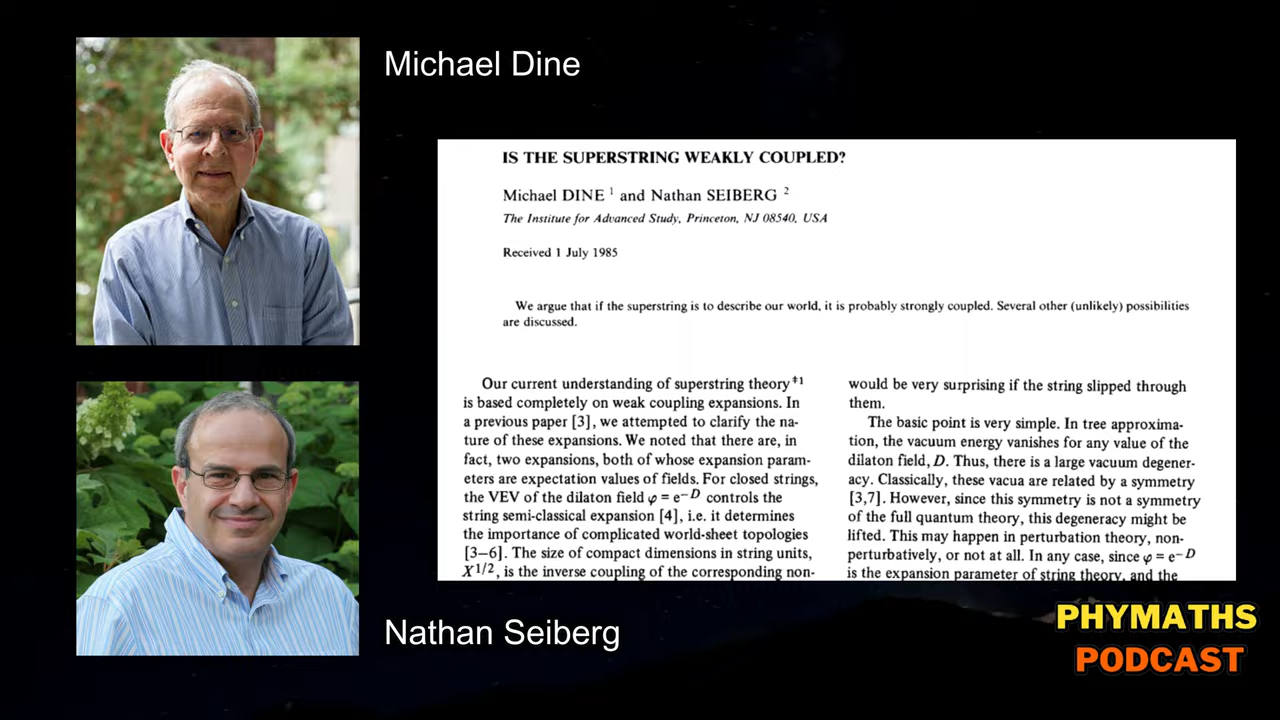 Michael Dine
IS THE SUPERSTRING WEAKLY COUPLED?
Michael DINE ¹ and Nathan SEIBERG ²
The Institute for Advanced Study, Princeton, NJ 08540, USA
Received 1 July 1985
We argue that if the superstring is to describe our world, it is probably strongly coupled. Several other (unlikely) possibilities
are discussed.
Our current understanding of superstring theory ‡1
is based completely on weak coupling expansions. In
a previous paper [3], we attempted to clarify the na-
ture of these expansions. We noted that there are, in
fact, two expansions, both of whose expansion param-
eters are expectation values of fields. For closed strings,
the VEV of the dilaton field φ = e^−D controls the
string semi-classical expansion [4], i.e. it determines
the importance of complicated world-sheet topologies
[3–6]. The size of compact dimensions in string units,
X^1/2, is the inverse coupling of the corresponding non-
would be very surprising if the string slipped through
them.
The basic point is very simple. In tree approxima-
tion, the vacuum energy vanishes for any value of the
dilaton field, D. Thus, there is a large vacuum degener-
acy. Classically, these vacua are related by a symmetry
[3,7]. However, since this symmetry is not a symmetry
of the full quantum theory, this degeneracy might be
lifted. This may happen in perturbation theory, non-
perturbatively, or not at all. In any case, since φ = e^−D
is the expansion parameter of string theory, and the
Nathan Seiberg
PHYMATHS
PODCAST